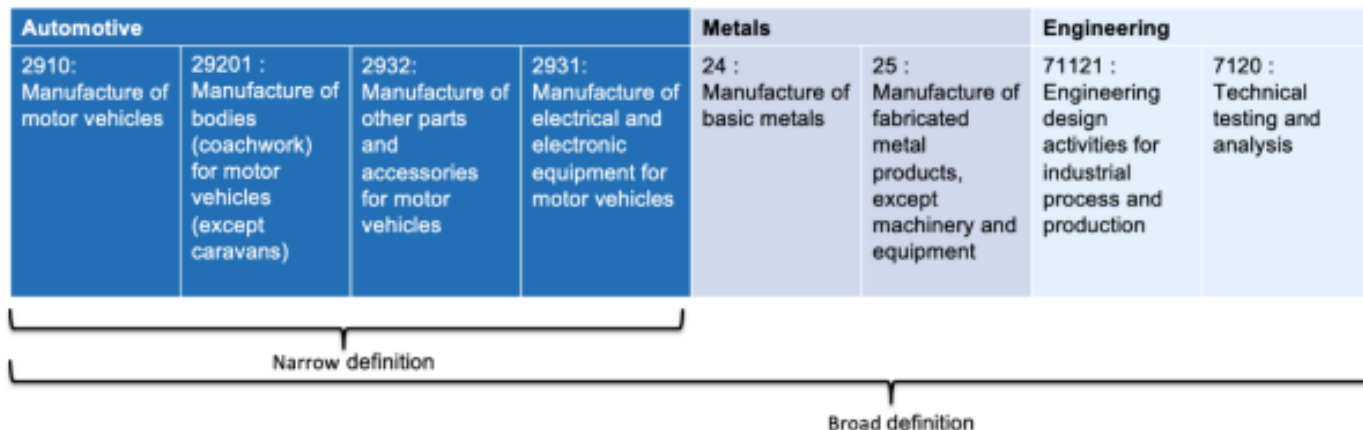 Automotive
Metals
Engineering
2910:
Manufacture of
motor vehicles
29201 :
Manufacture of
bodies
(coachwork)
for motor
vehicles
(except
caravans)
2932:
Manufacture of
other parts
and
accessories
for motor
vehicles
2931:
Manufacture of
electrical and
electronic
equipment for
motor vehicles
24 :
Manufacture of
basic metals
25 :
Manufacture of
fabricated
metal
products,
except
machinery and
equipment
71121 :
Engineering
design
activities for
industrial
process and
production
7120 :
Technical
testing and
analysis
Narrow definition
Broad definition